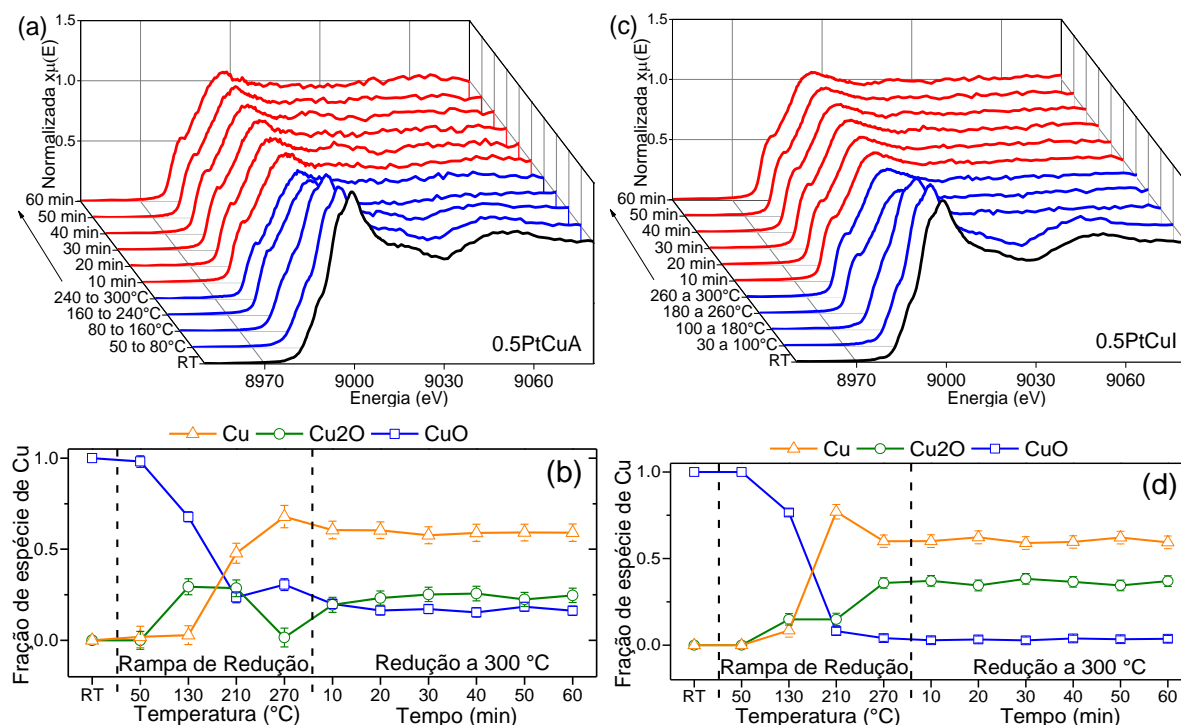 (a)
Normalizada xμ(E)
1.5
1.0
0.5
60 min
50 min
40 min
30 min
20 min
10 min
240 to 300°C
160 to 240°C
80 to 160°C
50 to 80°C
RT
0.5PtCuA
8970 9000 9030 9060
Energia (eV)
(c)
Normalizada xμ(E)
1.5
1.0
0.5
60 min
50 min
40 min
30 min
20 min
10 min
260 a 300°C
180 a 260°C
100 a 180°C
30 a 100°C
RT
0.5PtCuI
8970 9000 9030 9060
Energia (eV)
Cu Cu2O CuO
(b)
Fração de espécie de Cu
1.0
0.5
0.0
Rampa de Redução Redução a 300 °C
RT 50 130 210 270 10 20 30 40 50 60
Temperatura (°C) Tempo (min)
Cu Cu2O CuO
(d)
Fração de espécie de Cu
1.0
0.5
0.0
Rampa de Redução Redução a 300 °C
RT 50 130 210 270 10 20 30 40 50 60
Temperatura (°C) Tempo (min)